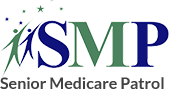 SMP
Senior Medicare Patrol